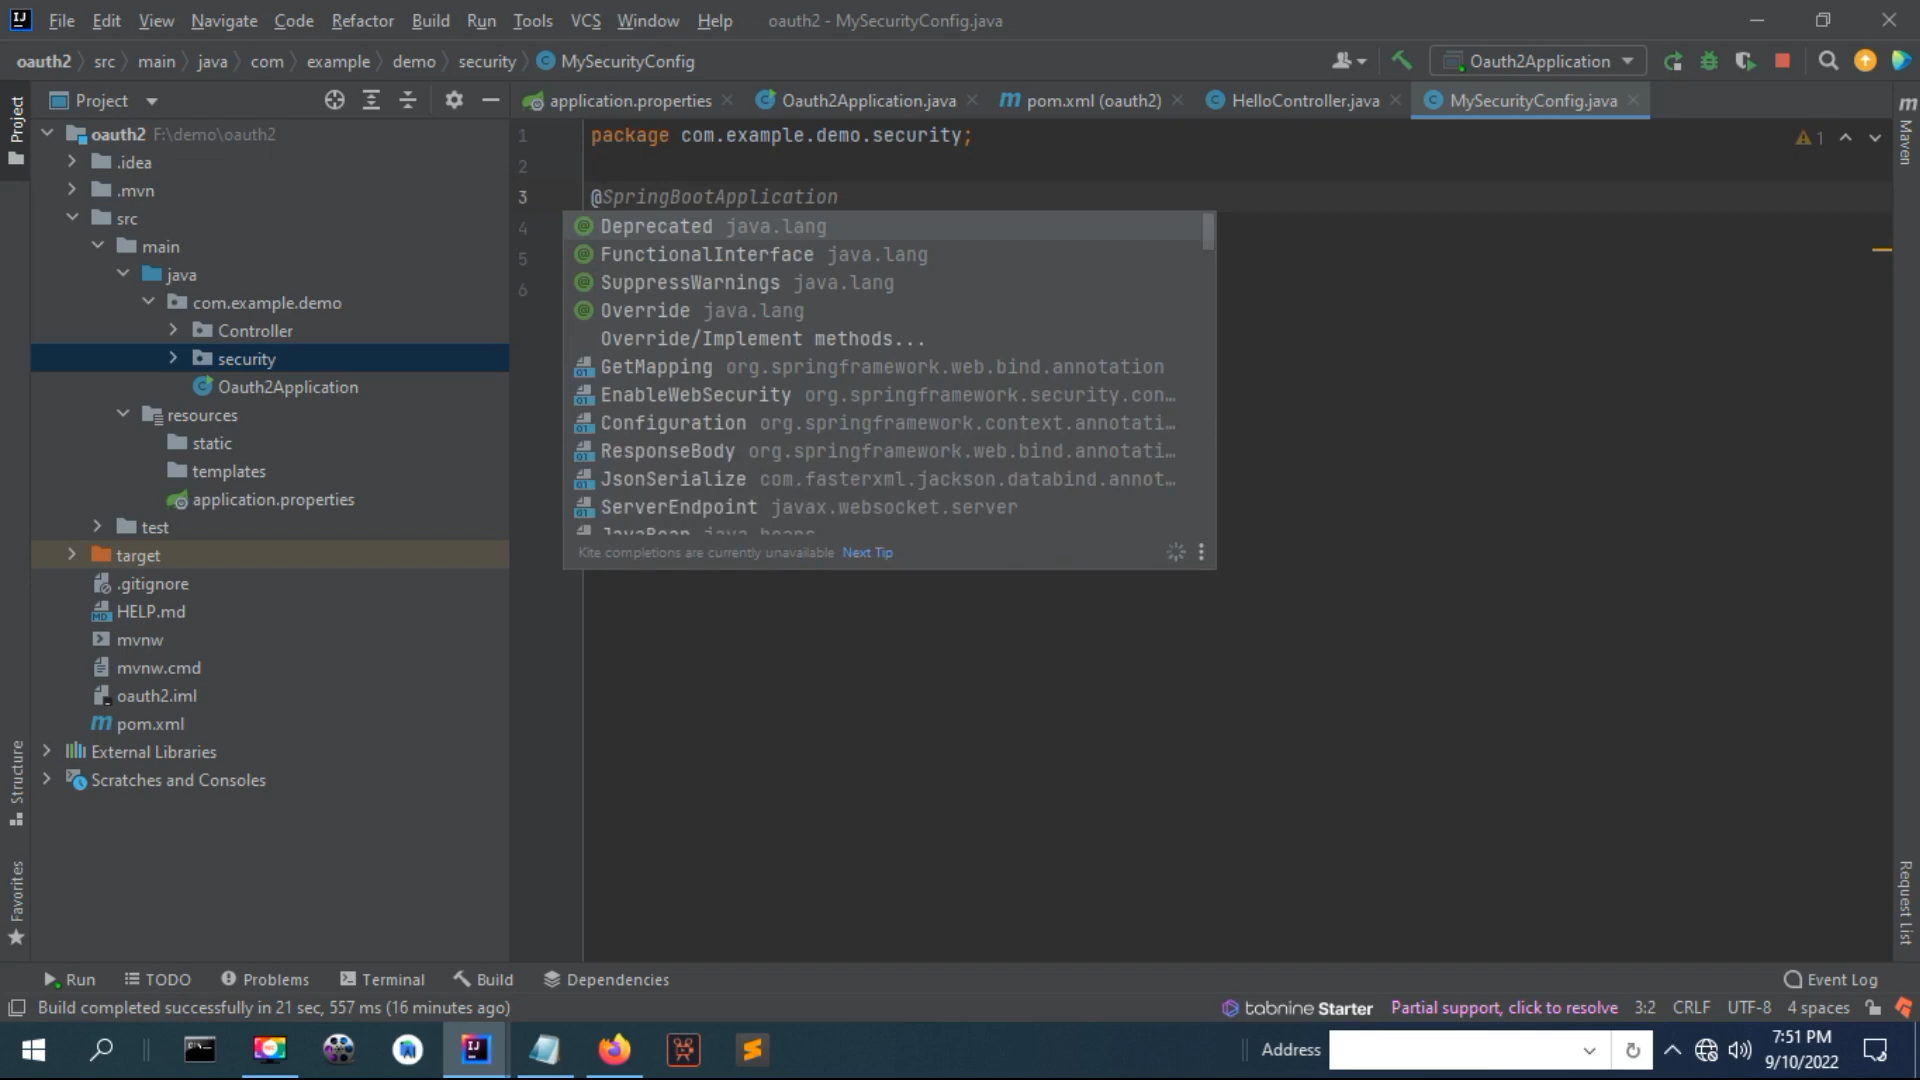 File Edit View Navigate Code Refactor Build Run Tools VCS Window Help oauth2 - MySecurityConfig.java
oauth2 src main java com example demo security MySecurityConfig Oauth2Application
Project
application.properties Oauth2Application.java pom.xml (oauth2) HelloController.java MySecurityConfig.java
oauth2 F:\demo\oauth2
.idea
.mvn
src
main
java
com.example.demo
Controller
security
Oauth2Application
resources
static
templates
application.properties
test
target
.gitignore
HELP.md
mvnw
mvnw.cmd
oauth2.iml
pom.xml
External Libraries
Scratches and Consoles
Project
Structure
Favorites
1 package com.example.demo.security;
2
3 @SpringBootApplication
4
5
6
1
Deprecated java.lang
FunctionalInterface java.lang
SuppressWarnings java.lang
Override java.lang
Override/Implement methods...
GetMapping org.springframework.web.bind.annotation
EnableWebSecurity org.springframework.security.con...
Configuration org.springframework.context.annotati...
ResponseBody org.springframework.web.bind.annotati...
JsonSerialize com.fasterxml.jackson.databind.annot...
ServerEndpoint javax.websocket.server
JavaBean java.beans
Kite completions are currently unavailable Next Tip
Maven
Request List
Run TODO Problems Terminal Build Dependencies Event Log
Build completed successfully in 21 sec, 557 ms (16 minutes ago) tabnine Starter Partial support, click to resolve 3:2 CRLF UTF-8 4 spaces
Address
7:51 PM
9/10/2022